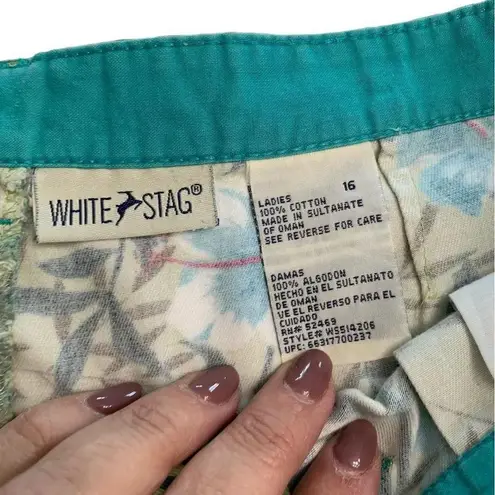 WHITE STAG®
16
LADIES
100% COTTON
MADE IN SULTANATE
OF OMAN
SEE REVERSE FOR CARE
DAMAS
100% ALGODON
HECHO EN EL SULTANATO
DE OMAN
VE EL REVERSO PARA EL
CUIDADO
RN# 52469
STYLE# WS514206
UPC: 66317700237